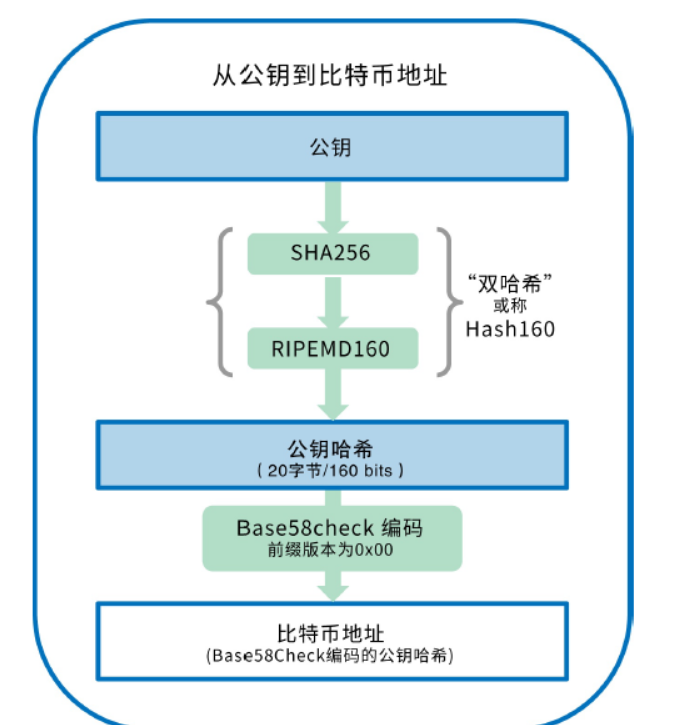 从公钥到比特币地址
公钥
SHA256
“双哈希”
或称
Hash160
RIPEMD160
公钥哈希
（20字节/160 bits）
Base58check 编码
前缀版本为0x00
比特币地址
(Base58Check编码的公钥哈希)